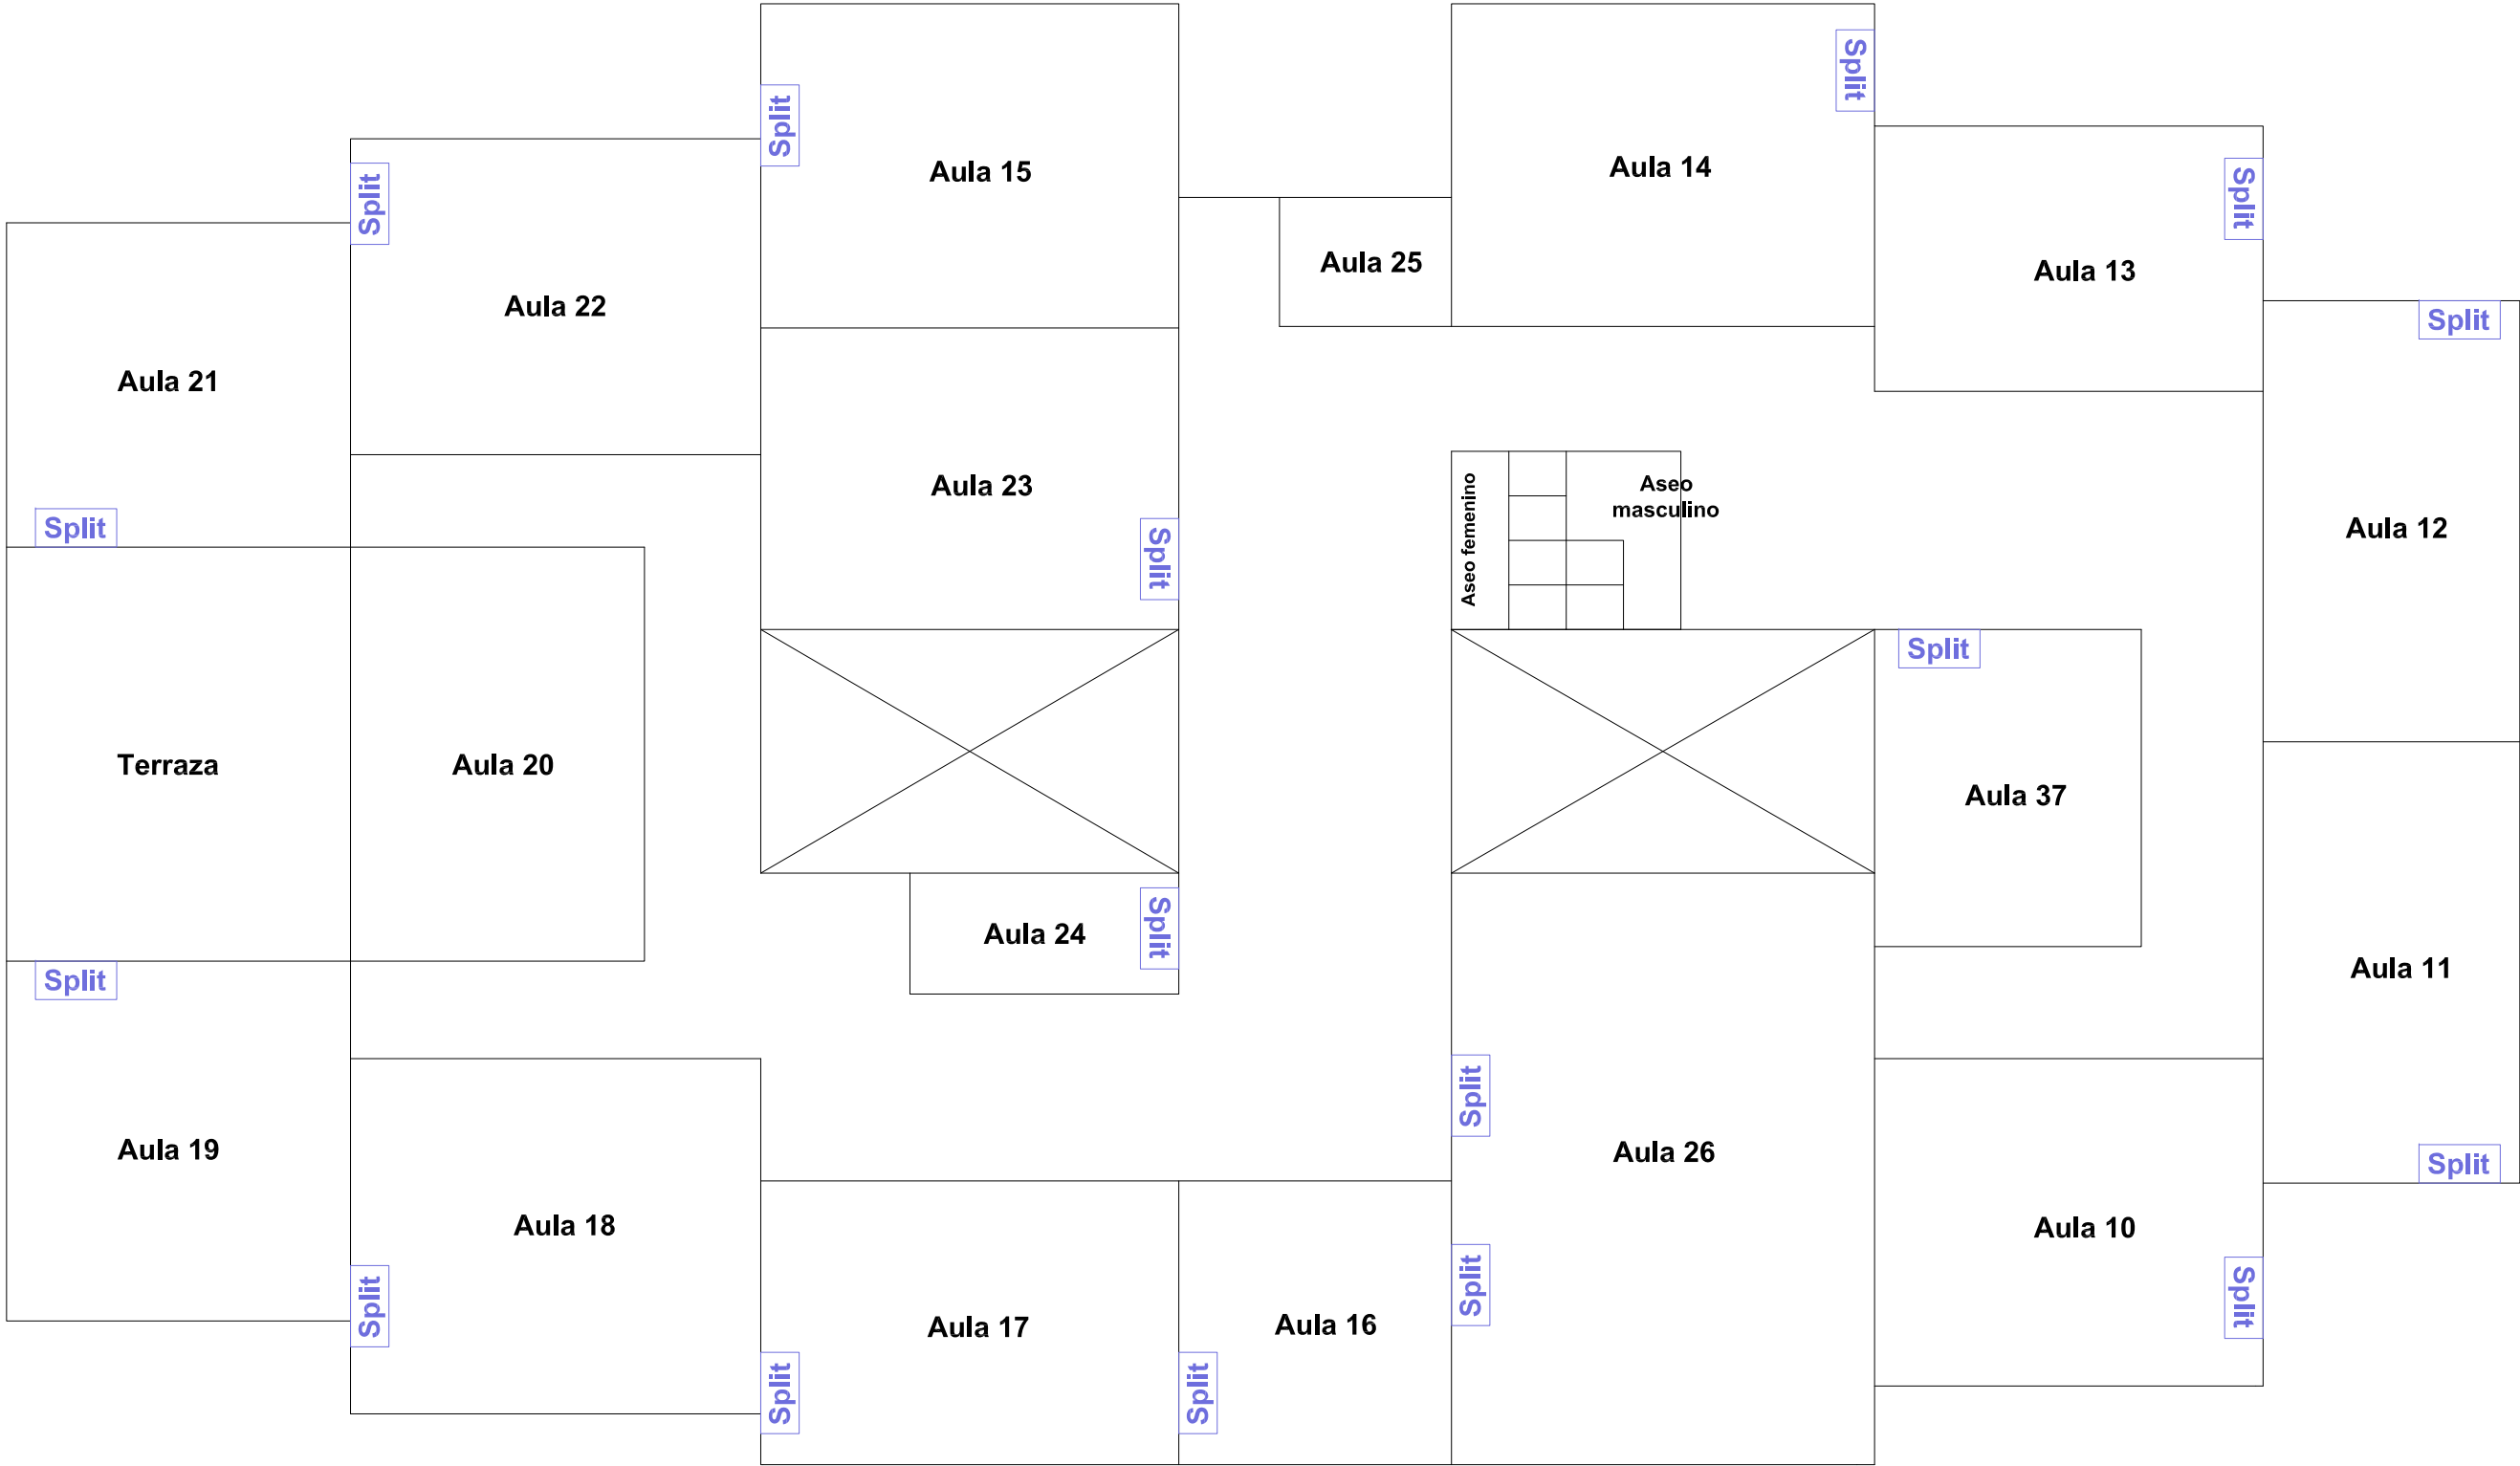 Split
Split
Aula 15
Aula 14
Split
Split
Aula 25
Aula 13
Aula 22
Split
Aula 21
Aula 23
Aseo
masculino
Aseo femenino
Split
Split
Aula 12
Split
Terraza
Aula 20
Aula 37
Split
Aula 24
Split
Aula 11
Split
Aula 19
Aula 26
Split
Aula 18
Aula 10
Split
Split
Split
Aula 17
Aula 16
Split
Split